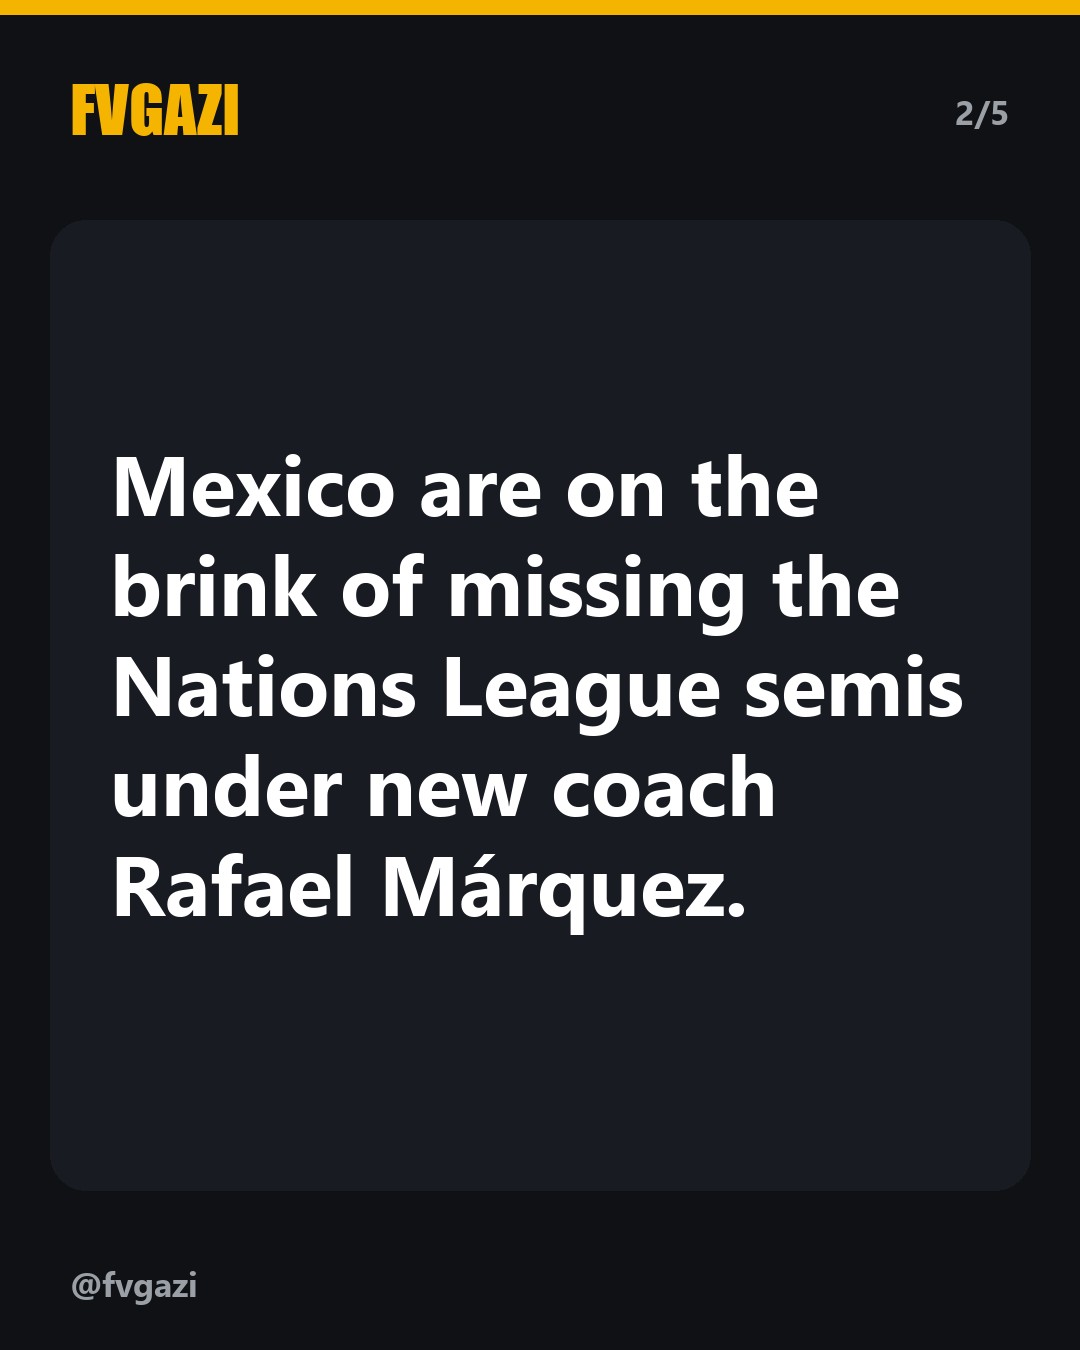 FVGAZI
2/5
Mexico are on the
brink of missing the
Nations League semis
under new coach
Rafael Márquez.
@fvgazi